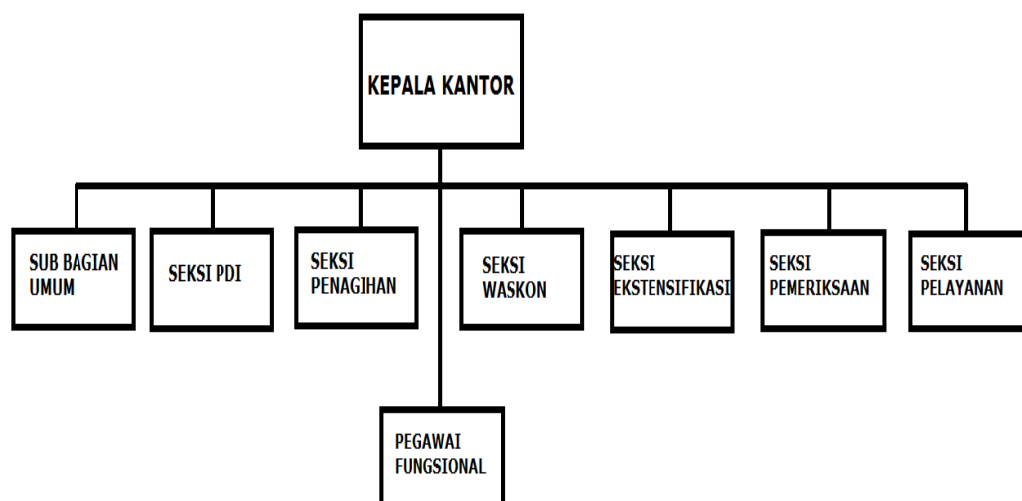 KEPALA KANTOR
SUB BAGIAN
UMUM
SEKSI PDI
SEKSI
PENAGIHAN
SEKSI
WASKON
SEKSI
EKSTENSIFIKASI
SEKSI
PEMERIKSAAN
SEKSI
PELAYANAN
PEGAWAI
FUNGSIONAL